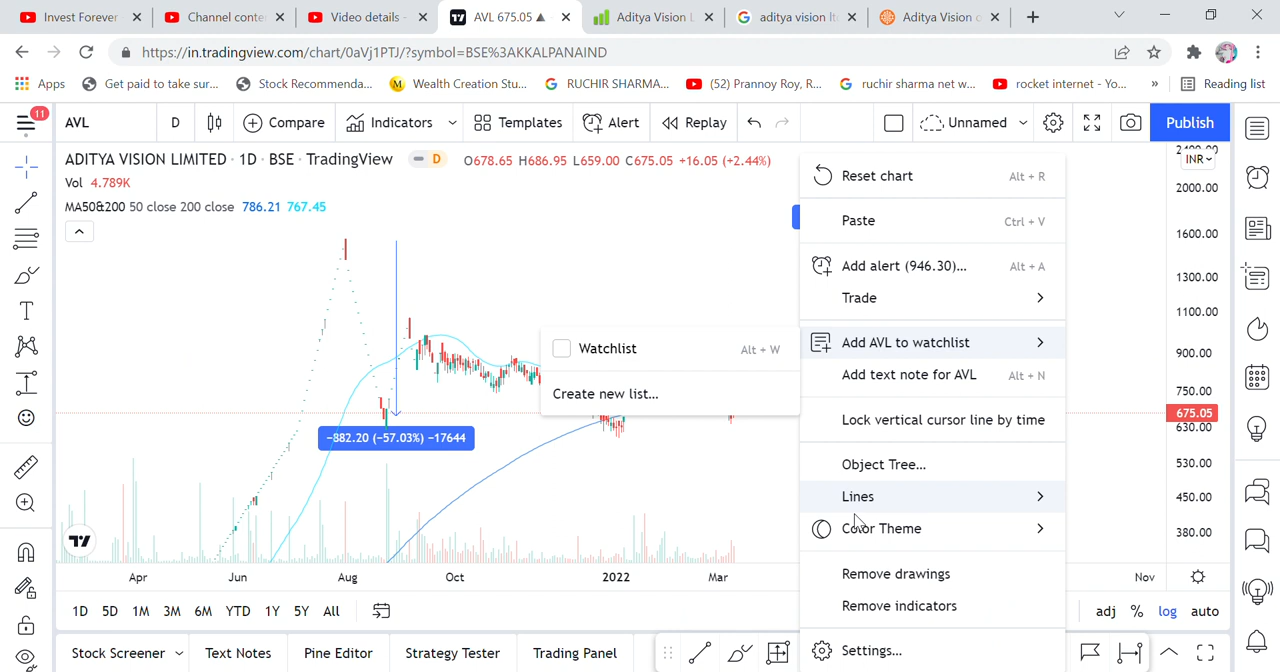 Invest Forever
Channel conte
Video details -
AVL 675.05 ▲
Aditya Vision L
aditya vision lt
Aditya Vision c
https://in.tradingview.com/chart/0aVj1PTJ/?symbol=BSE%3AKKALPANAIND
Apps
Get paid to take sur...
Stock Recommenda...
Wealth Creation Stu...
RUCHIR SHARMA...
(52) Prannoy Roy, R...
ruchir sharma net w...
rocket internet - Yo...
»
Reading list
11
AVL
D
Compare
Indicators
Templates
Alert
Replay
Unnamed
Publish
ADITYA VISION LIMITED · 1D · BSE · TradingView
D
O678.65 H686.95 L659.00 C675.05 +16.05 (+2.44%)
Vol 4.789K
MA50&200 50 close 200 close 786.21 767.45
INR
2400.00
2000.00
1600.00
1300.00
1100.00
900.00
750.00
675.05
630.00
530.00
450.00
380.00
Reset chart Alt + R
Paste Ctrl + V
Add alert (946.30)... Alt + A
Trade
Add AVL to watchlist
Add text note for AVL Alt + N
Lock vertical cursor line by time
Object Tree...
Lines
Color Theme
Remove drawings
Remove indicators
Settings...
Watchlist Alt + W
Create new list...
−882.20 (−57.03%) −17644
Apr
Jun
Aug
Oct
2022
Mar
Nov
1D 5D 1M 3M 6M YTD 1Y 5Y All
adj % log auto
Stock Screener
Text Notes
Pine Editor
Strategy Tester
Trading Panel